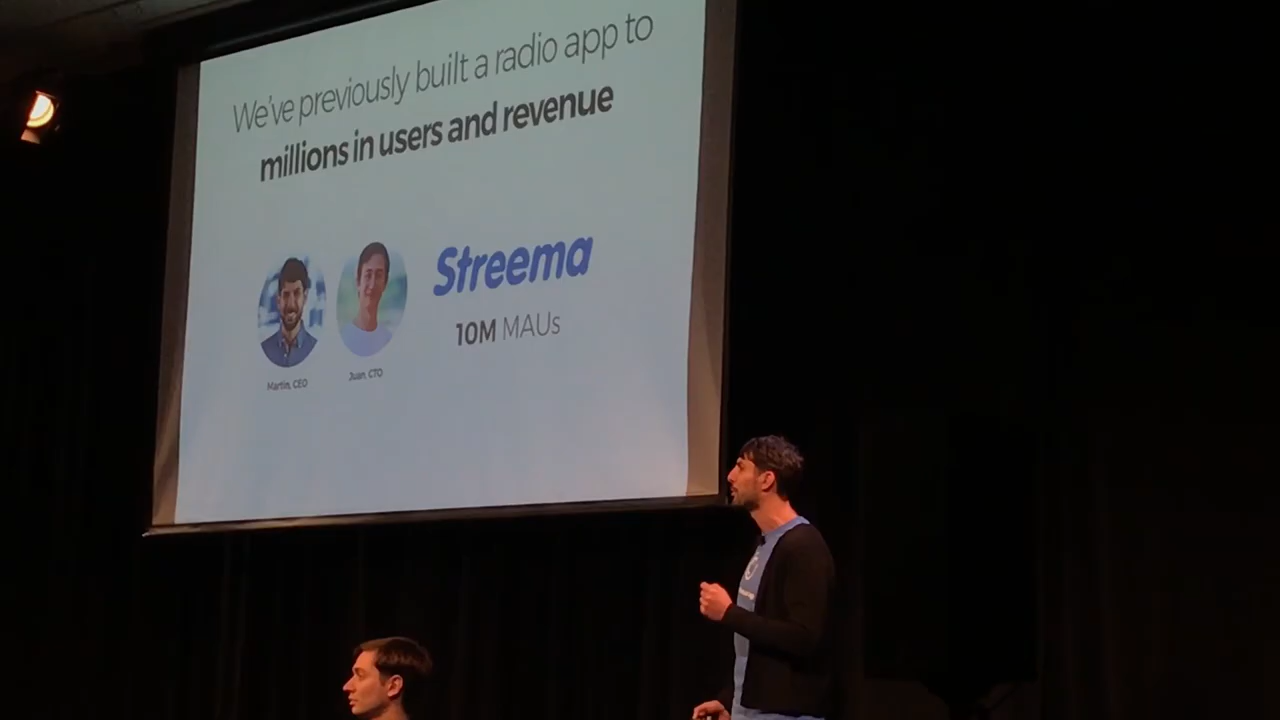 We've previously built a radio app to
millions in users and revenue
Streema
10M MAUs
Martin, CEO
Juan, CTO